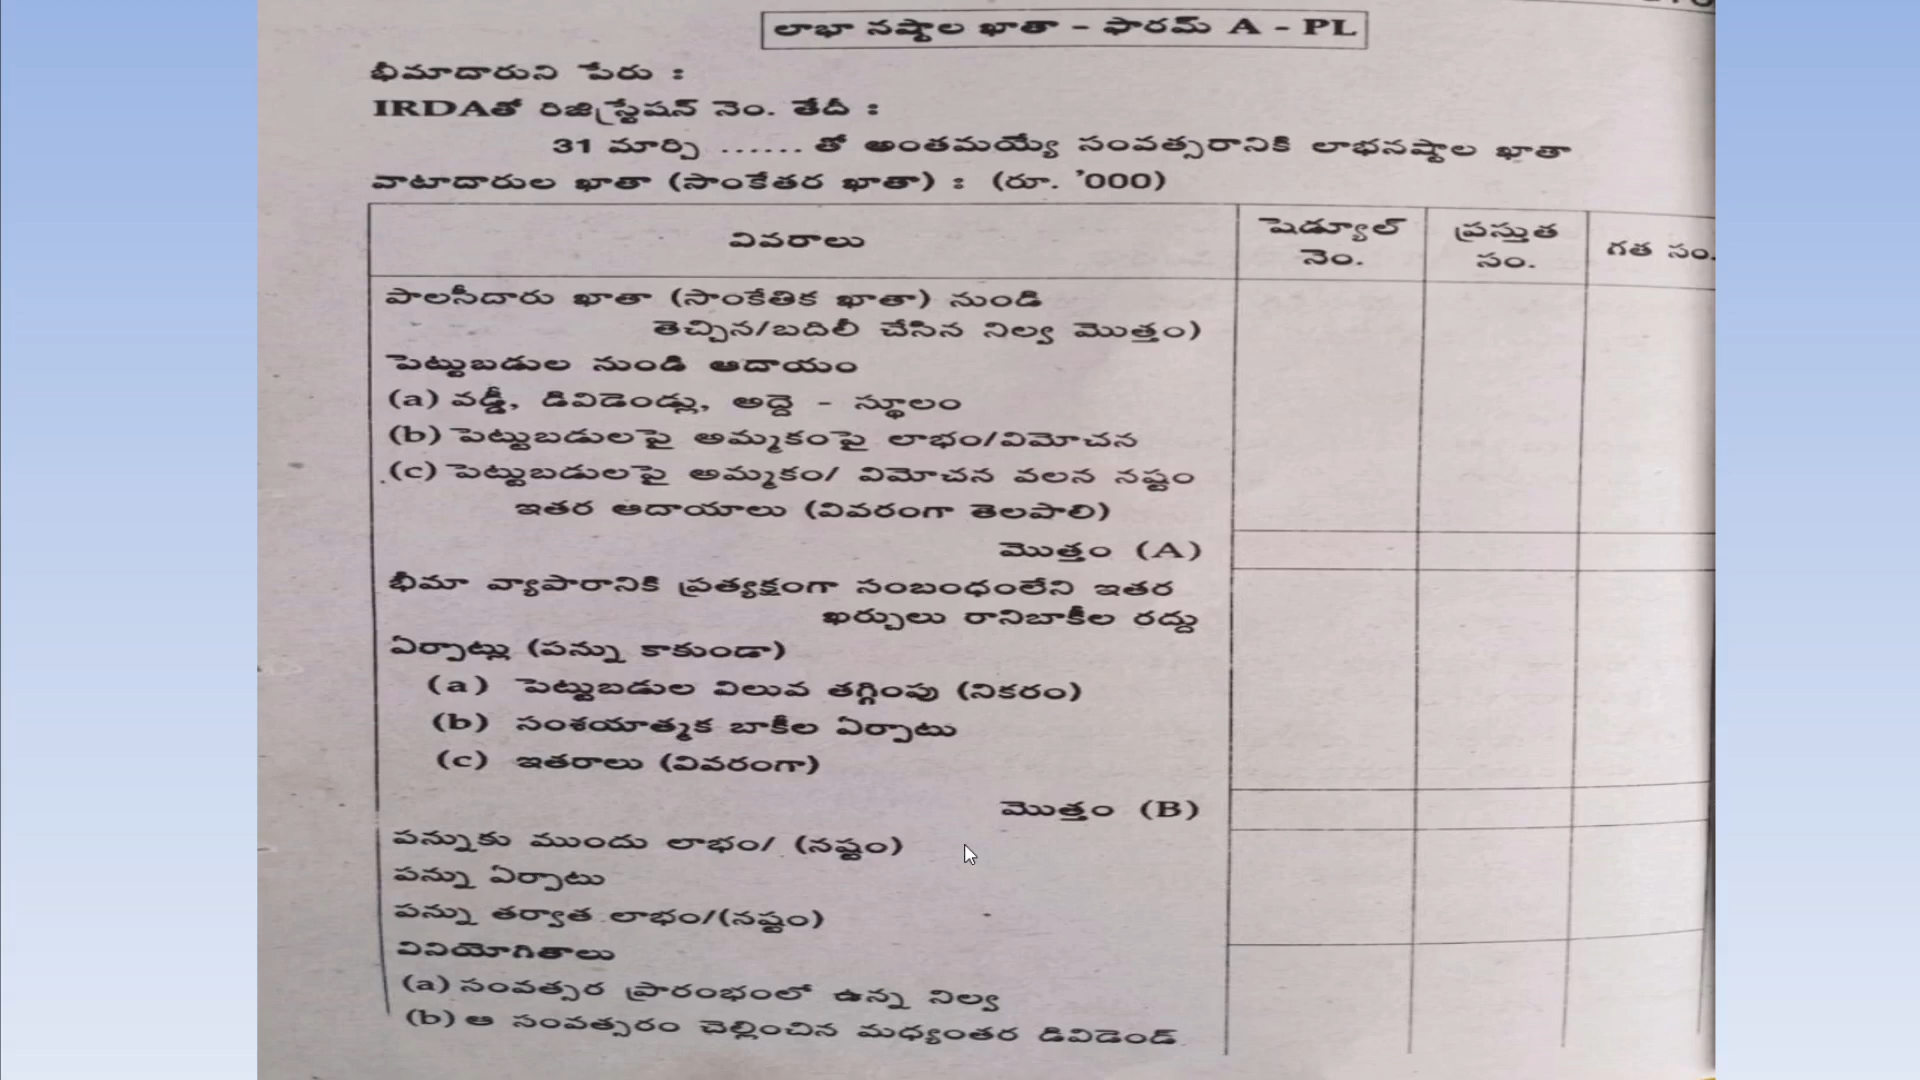 లాభా నష్టాల ఖాతా - ఫారమ్ A - PL
భీమాదారుని పేరు :
IRDAతో రిజిస్ట్రేషన్ నెం. తేదీ :
31 మార్చి ...... తో అంతమయ్యే సంవత్సరానికి లాభనష్టాల ఖాతా
వాటాదారుల ఖాతా (సాంకేతర ఖాతా) : (రూ. '000)
వివరాలు
షెడ్యూల్ నెం.
ప్రస్తుత సం.
గత సం.
పాలసీదారు ఖాతా (సాంకేతిక ఖాతా) నుండి
తెచ్చిన/బదిలీ చేసిన నిల్వ మొత్తం)
పెట్టుబడుల నుండి ఆదాయం
(a) వడ్డీ, డివిడెండ్లు, అద్దె - స్థూలం
(b) పెట్టుబడులపై అమ్మకంపై లాభం/విమోచన
(c) పెట్టుబడులపై అమ్మకం/ విమోచన వలన నష్టం
ఇతర ఆదాయాలు (వివరంగా తెలపాలి)
మొత్తం (A)
భీమా వ్యాపారానికి ప్రత్యక్షంగా సంబంధంలేని ఇతర
ఖర్చులు రానిబాకీల రద్దు
ఏర్పాట్లు (పన్ను కాకుండా)
(a) పెట్టుబడుల విలువ తగ్గింపు (నికరం)
(b) సంశయాత్మక బాకీల ఏర్పాటు
(c) ఇతరాలు (వివరంగా)
మొత్తం (B)
పన్నుకు ముందు లాభం/ (నష్టం)
పన్ను ఏర్పాటు
పన్ను తర్వాత లాభం/(నష్టం)
వినియోగితాలు
(a) సంవత్సర ప్రారంభంలో ఉన్న నిల్వ
(b) ఆ సంవత్సరం చెల్లించిన మధ్యంతర డివిడెండ్